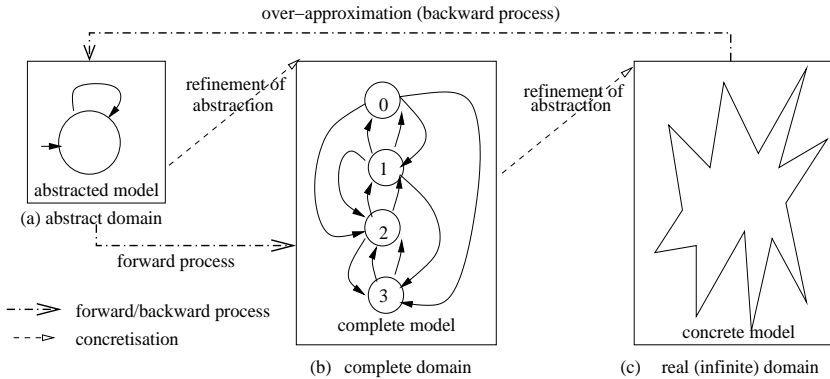 over–approximation (backward process)
refinement of
abstraction
refinement of
abstraction
0
1
2
3
abstracted model
(a) abstract domain
forward process
complete model
concrete model
forward/backward process
concretisation
(b) complete domain
(c) real (infinite) domain